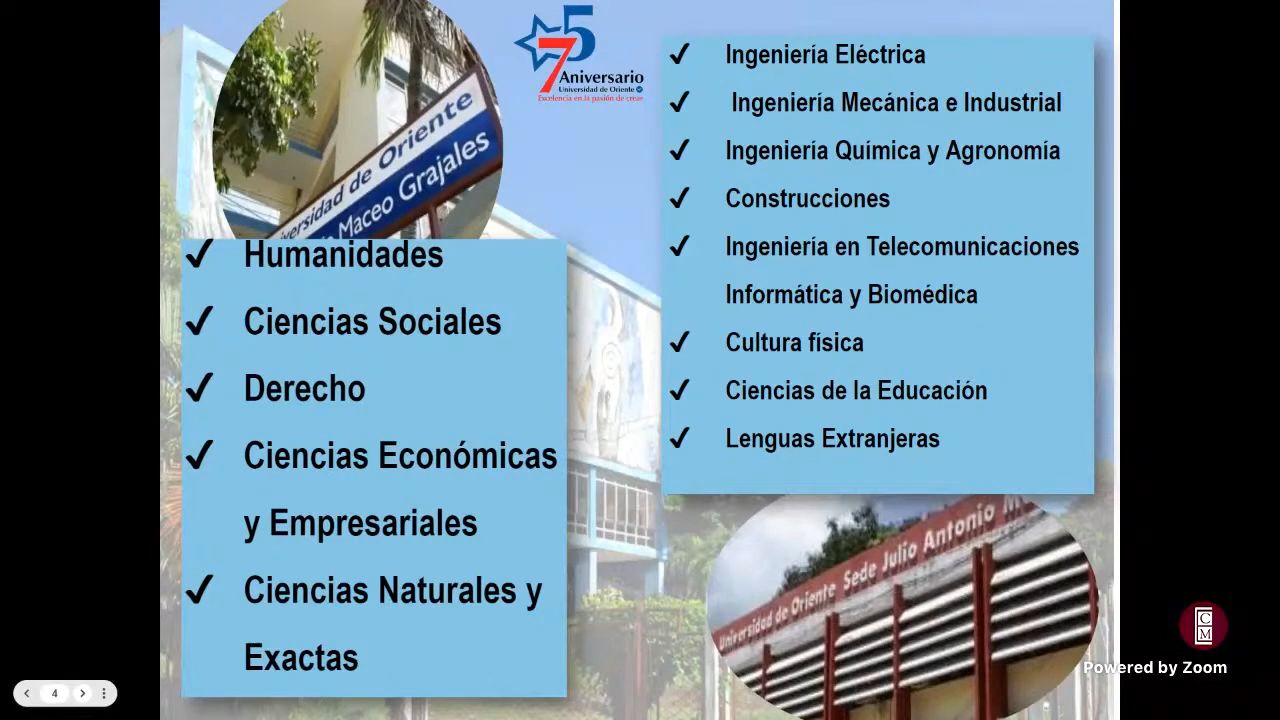 75
Aniversario
Universidad de Oriente
Excelencia en la pasión de crear
Universidad de Oriente
Maceo Grajales
✓ Humanidades
✓ Ciencias Sociales
✓ Derecho
✓ Ciencias Económicas
y Empresariales
✓ Ciencias Naturales y
Exactas
✓ Ingeniería Eléctrica
✓ Ingeniería Mecánica e Industrial
✓ Ingeniería Química y Agronomía
✓ Construcciones
✓ Ingeniería en Telecomunicaciones
Informática y Biomédica
✓ Cultura física
✓ Ciencias de la Educación
✓ Lenguas Extranjeras
Universidad de Oriente Sede Julio Antonio
CM
Powered by Zoom
4